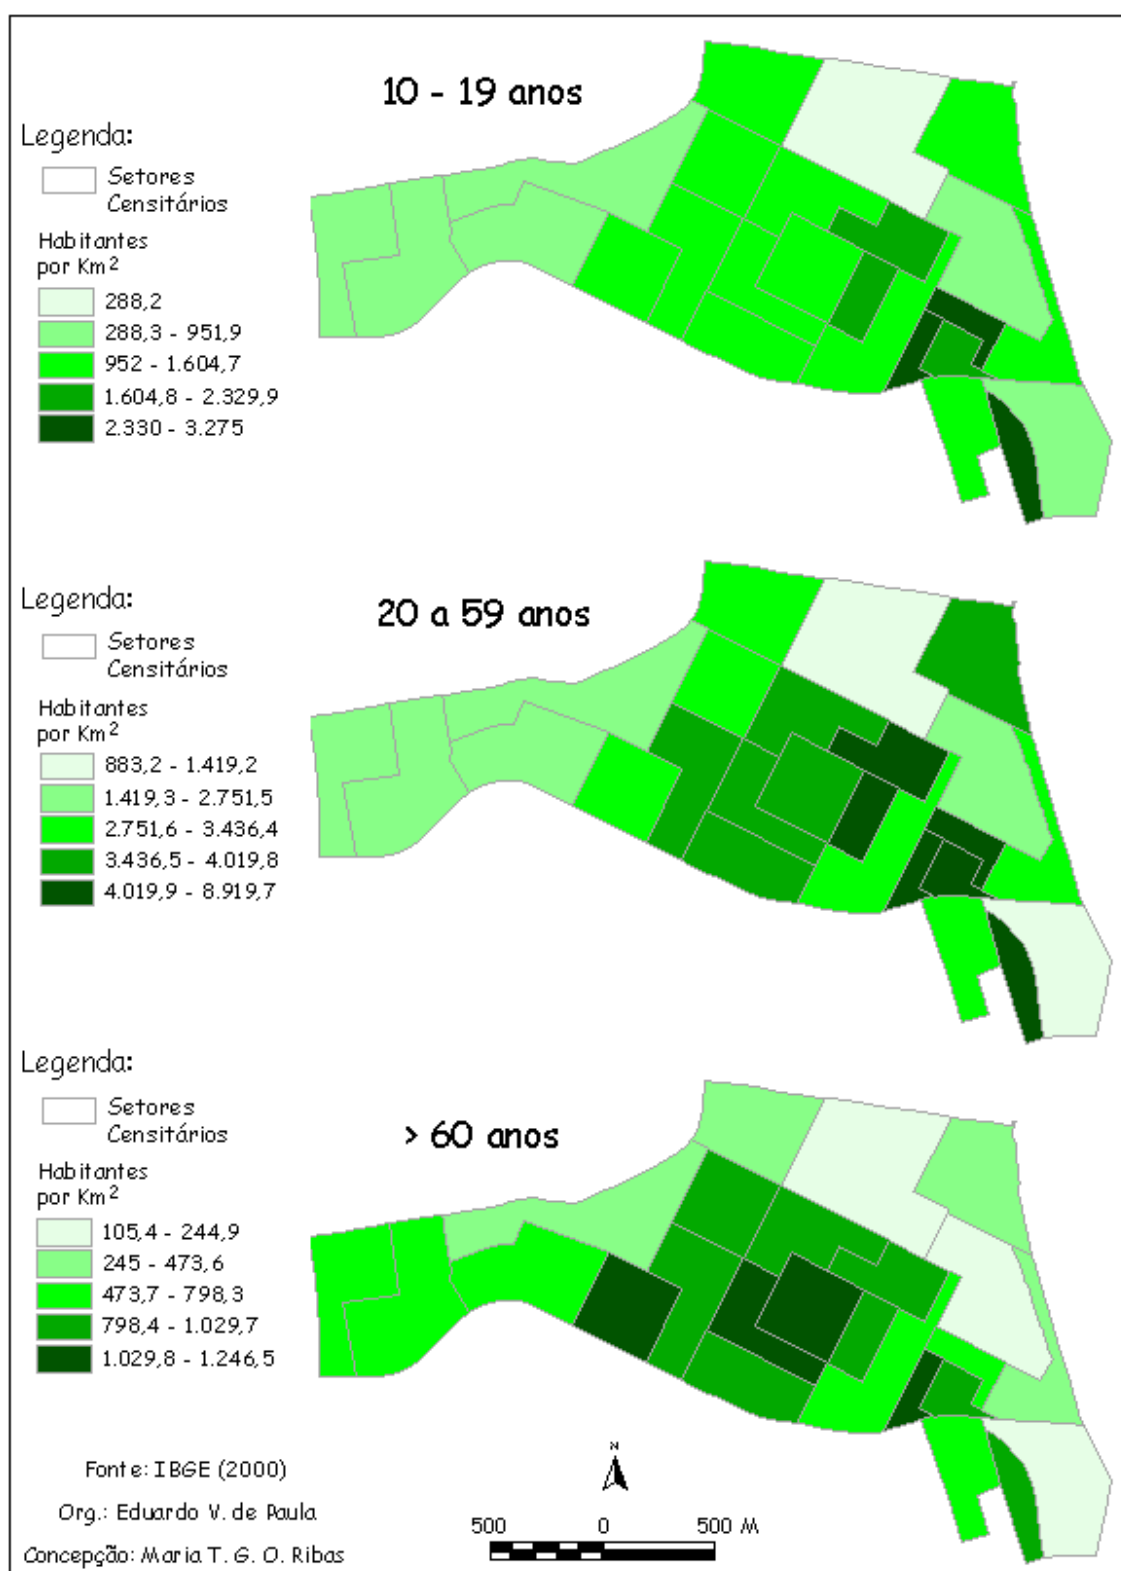 10 - 19 anos
Legenda:
Setores
Censitários
Habitantes
por Km²
288,2
288,3 - 951,9
952 - 1.604,7
1.604,8 - 2.329,9
2.330 - 3.275
20 a 59 anos
Legenda:
Setores
Censitários
Habitantes
por Km²
883,2 - 1.419,2
1.419,3 - 2.751,5
2.751,6 - 3.436,4
3.436,5 - 4.019,8
4.019,9 - 8.919,7
> 60 anos
Legenda:
Setores
Censitários
Habitantes
por Km²
105,4 - 244,9
245 - 473,6
473,7 - 798,3
798,4 - 1.029,7
1.029,8 - 1.246,5
Fonte: IBGE (2000)
Org.: Eduardo V. de Paula
Concepção: Maria T. G. O. Ribas
N
500 0 500 M